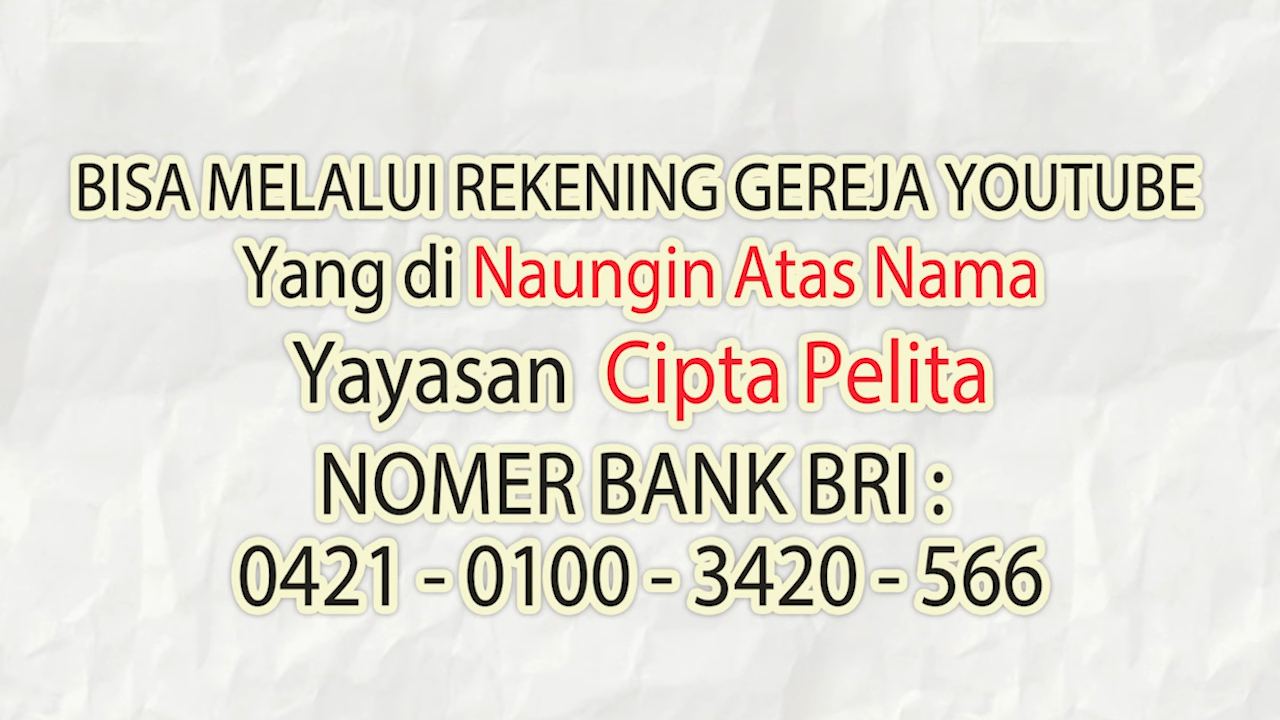 BISA MELALUI REKENING GEREJA YOUTUBE
Yang di Naungin Atas Nama
Yayasan Cipta Pelita
NOMER BANK BRI :
0421 - 0100 - 3420 - 566